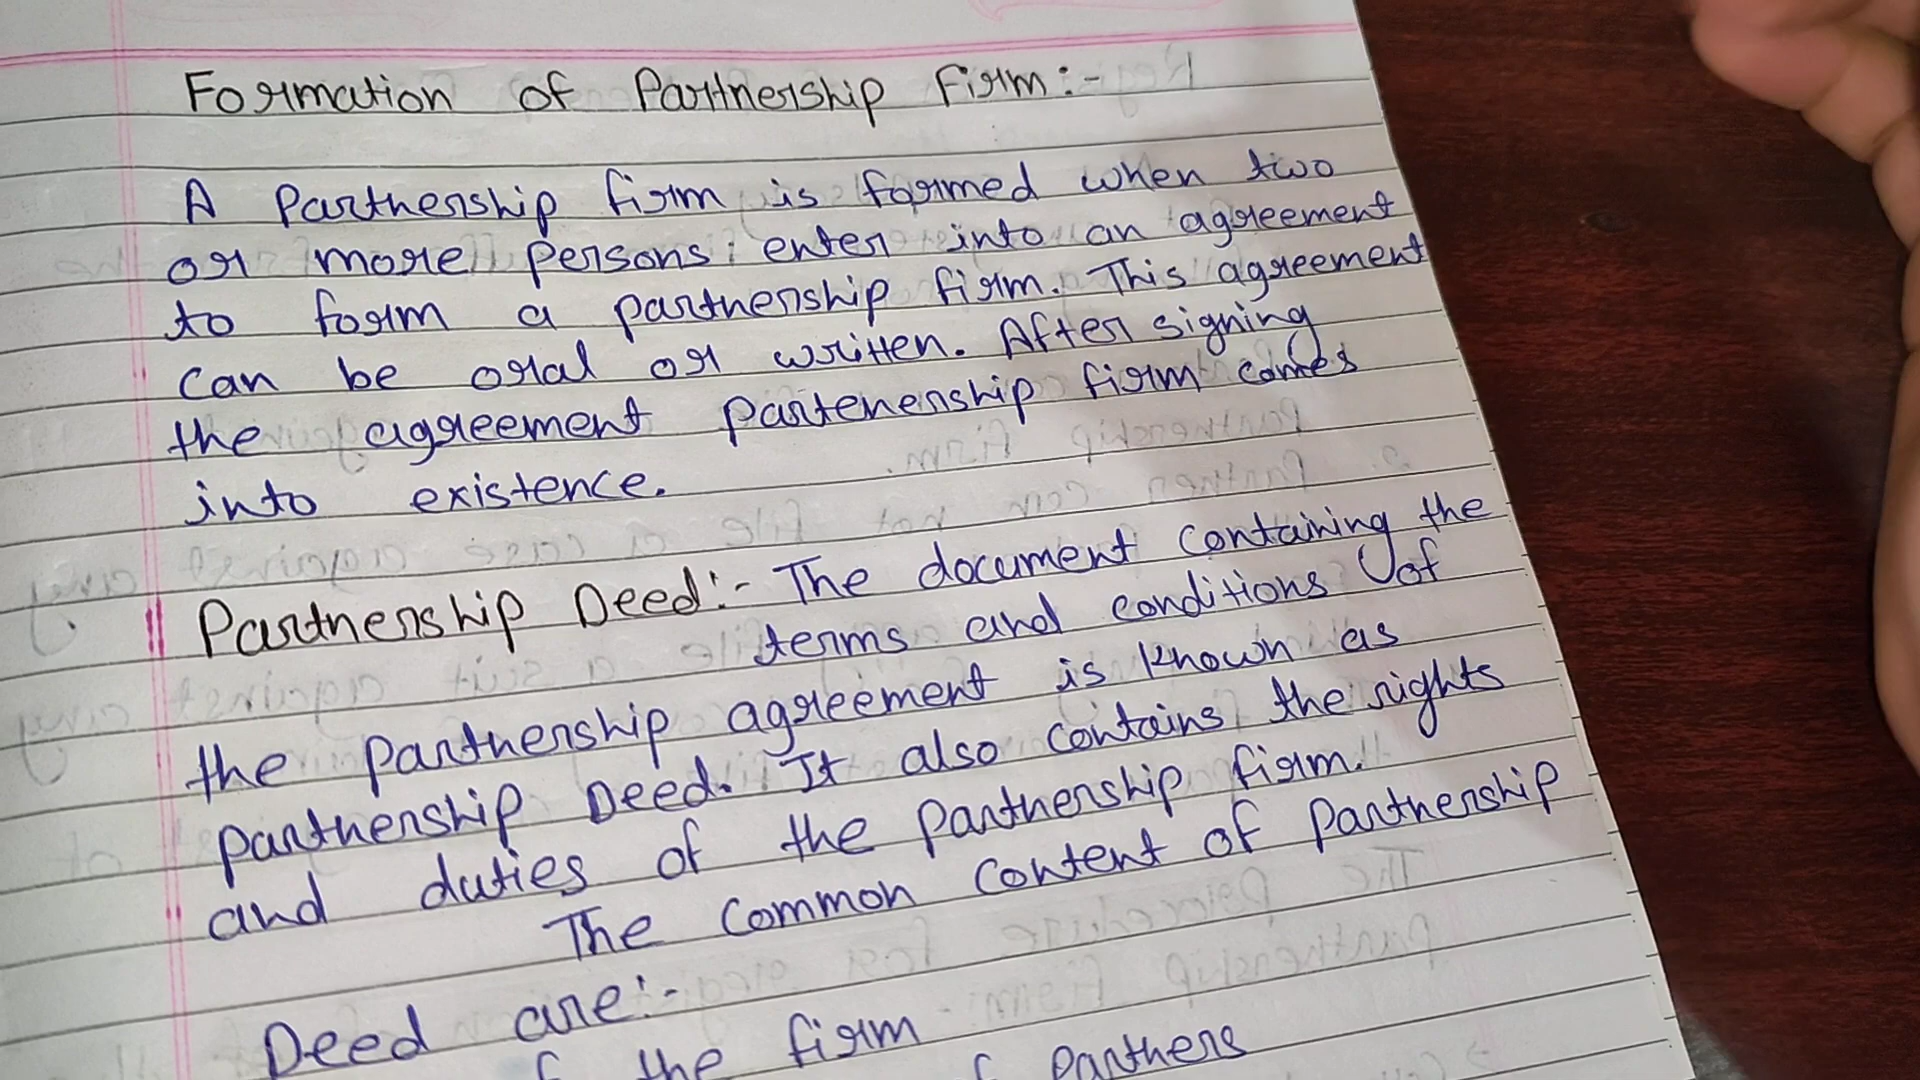 Formation of Partnership Firm:-
A Partnership firm is formed when two
or more persons enter into an agreement
to form a partnership firm. This agreement
can be oral or written. After signing
the agreement partenership firm comes
into existence.
Partnership Deed:- The document containing the
terms and conditions of
the partnership agreement is known as
partnership Deed. It also contains the rights
and duties of the partnership firm.
The Common Content of Partnership
Deed are:-
the firm
Partners